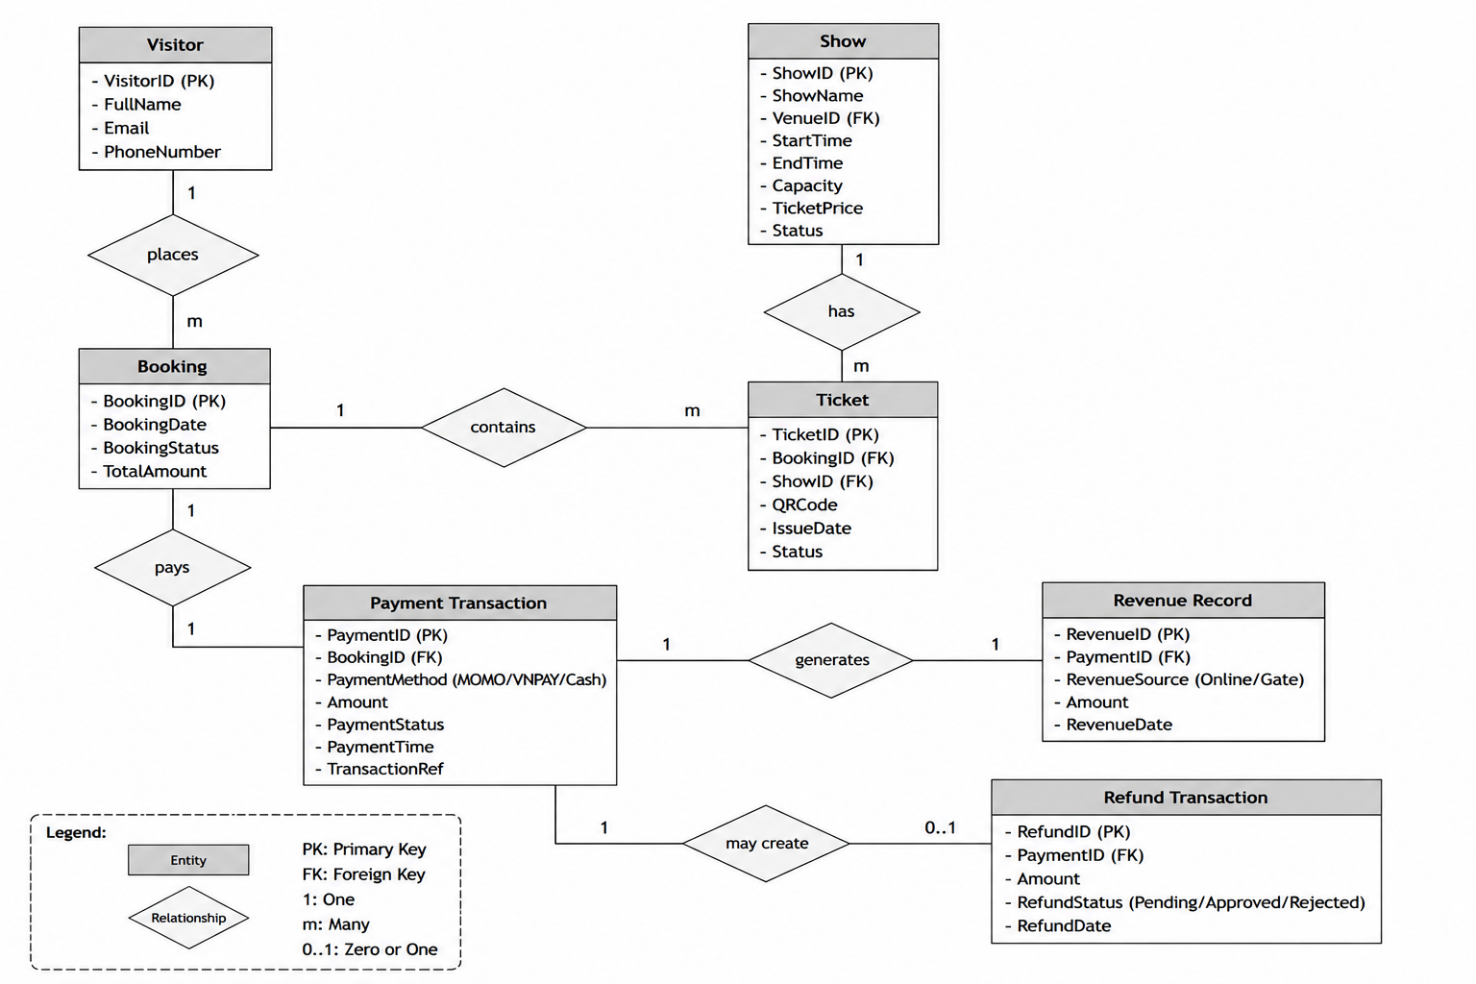 Visitor
- VisitorID (PK)
- FullName
- Email
- PhoneNumber
1
places
m
Show
- ShowID (PK)
- ShowName
- VenueID (FK)
- StartTime
- EndTime
- Capacity
- TicketPrice
- Status
1
has
m
Booking
- BookingID (PK)
- BookingDate
- BookingStatus
- TotalAmount
1
contains
m
Ticket
- TicketID (PK)
- BookingID (FK)
- ShowID (FK)
- QRCode
- IssueDate
- Status
1
pays
1
Payment Transaction
- PaymentID (PK)
- BookingID (FK)
- PaymentMethod (MOMO/VNPAY/Cash)
- Amount
- PaymentStatus
- PaymentTime
- TransactionRef
1
generates
1
Revenue Record
- RevenueID (PK)
- PaymentID (FK)
- RevenueSource (Online/Gate)
- Amount
- RevenueDate
1
may create
0..1
Refund Transaction
- RefundID (PK)
- PaymentID (FK)
- Amount
- RefundStatus (Pending/Approved/Rejected)
- RefundDate
Legend:
Entity
Relationship
PK: Primary Key
FK: Foreign Key
1: One
m: Many
0..1: Zero or One